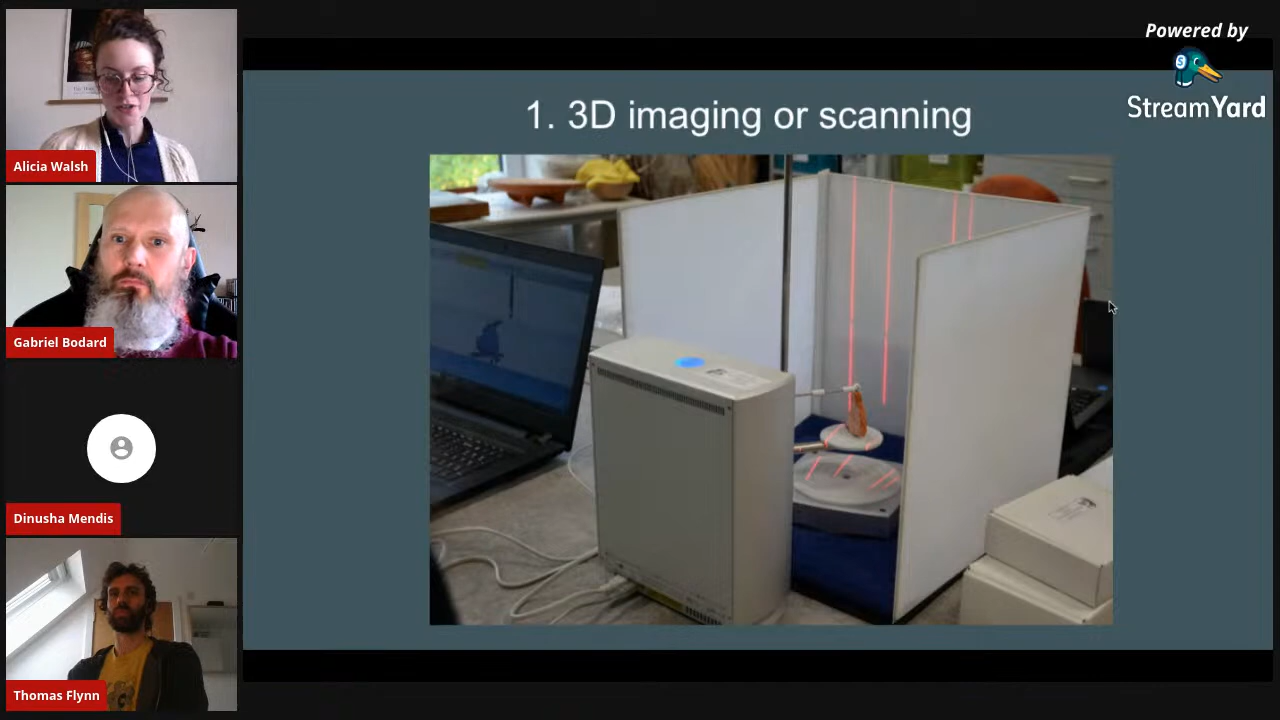 Powered by
StreamYard
1. 3D imaging or scanning
Alicia Walsh
Gabriel Bodard
Dinusha Mendis
Thomas Flynn